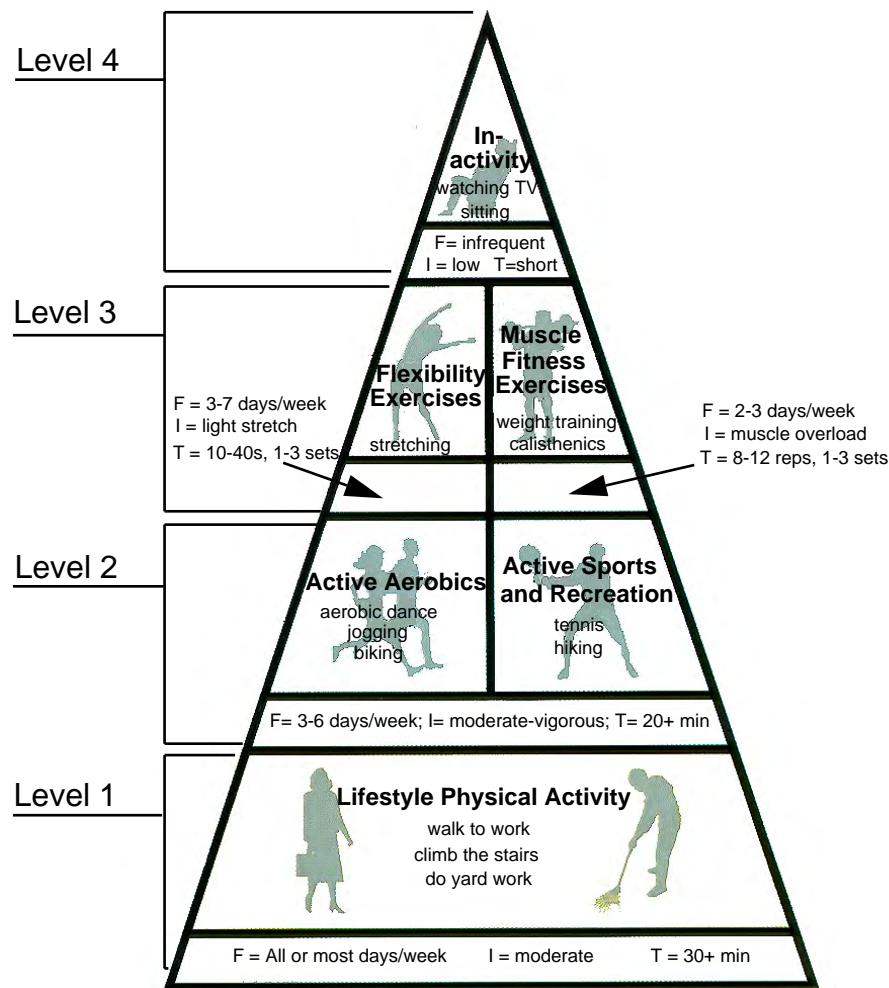 Level 4
In-
activity
watching TV
sitting
F= infrequent
I = low T=short
Level 3
Flexibility
Exercises
stretching
Muscle
Fitness
Exercises
weight training
calisthenics
F = 3-7 days/week
I = light stretch
T = 10-40s, 1-3 sets
F = 2-3 days/week
I = muscle overload
T = 8-12 reps, 1-3 sets
Level 2
Active Aerobics
aerobic dance
jogging
biking
Active Sports
and Recreation
tennis
hiking
F= 3-6 days/week; I= moderate-vigorous; T= 20+ min
Level 1
Lifestyle Physical Activity
walk to work
climb the stairs
do yard work
F = All or most days/week I = moderate T = 30+ min